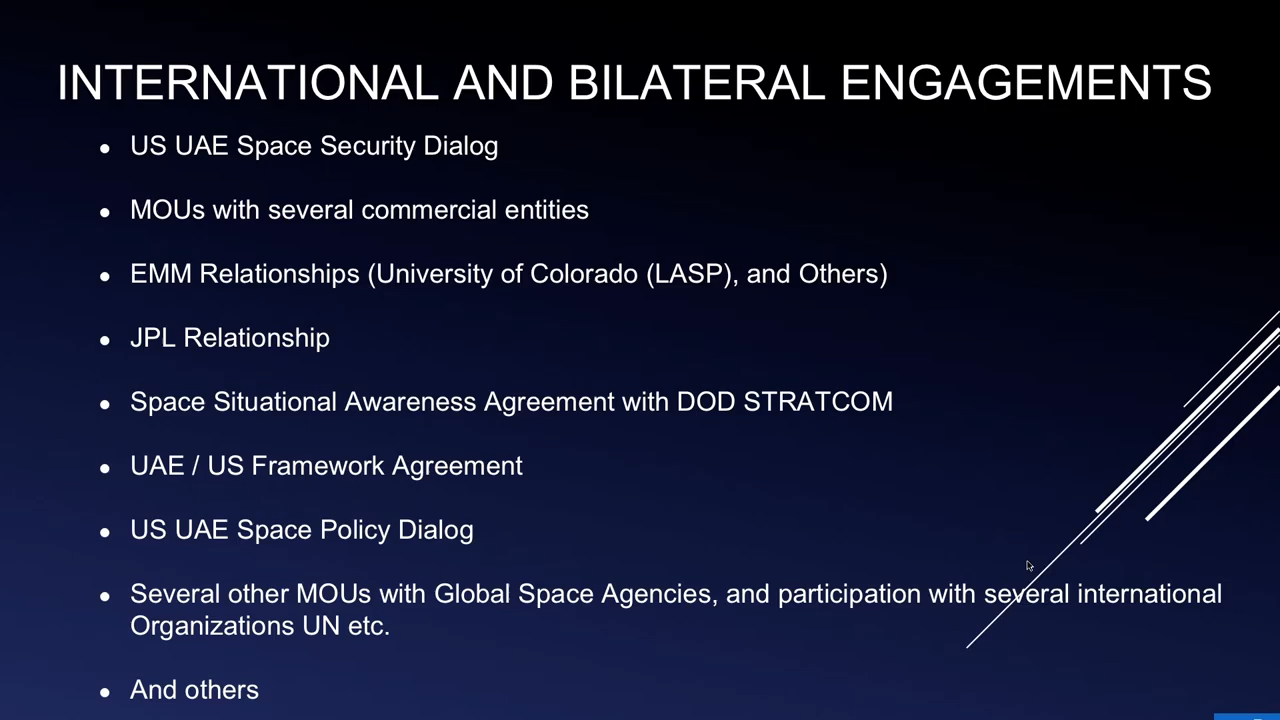 INTERNATIONAL AND BILATERAL ENGAGEMENTS
● US UAE Space Security Dialog
● MOUs with several commercial entities
● EMM Relationships (University of Colorado (LASP), and Others)
● JPL Relationship
● Space Situational Awareness Agreement with DOD STRATCOM
● UAE / US Framework Agreement
● US UAE Space Policy Dialog
● Several other MOUs with Global Space Agencies, and participation with several international
Organizations UN etc.
● And others